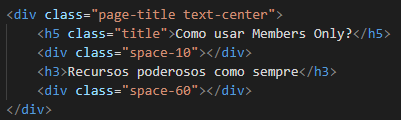 <div class="page-title text-center">
<h5 class="title">Como usar Members Only?</h5>
<div class="space-10"></div>
<h3>Recursos poderosos como sempre</h3>
<div class="space-60"></div>
</div>